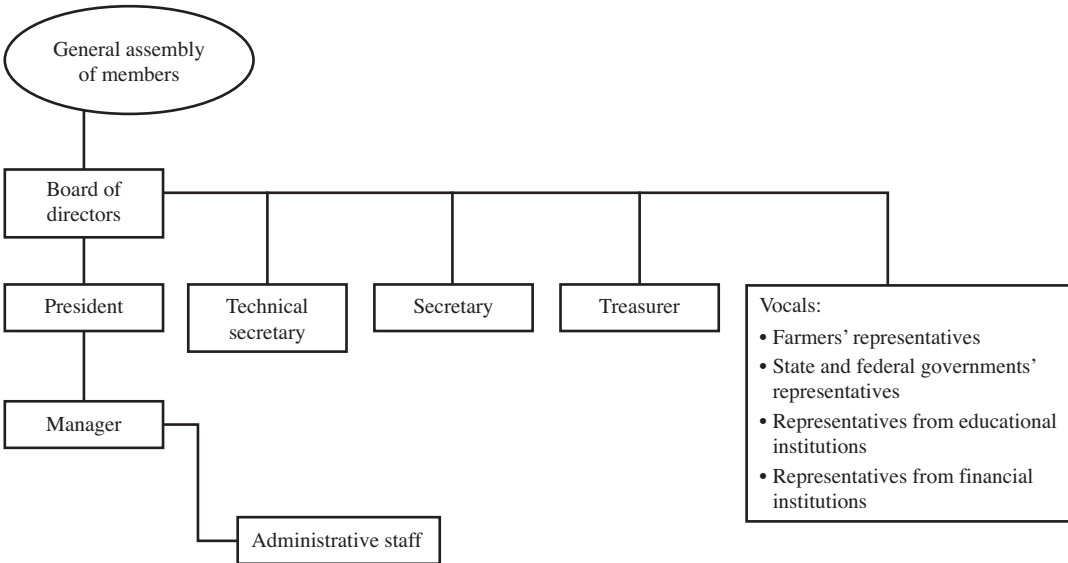 General assembly
of members
Board of
directors
President
Technical
secretary
Secretary
Treasurer
Vocals:
• Farmers’ representatives
• State and federal governments’
representatives
• Representatives from educational
institutions
• Representatives from financial
institutions
Manager
Administrative staff